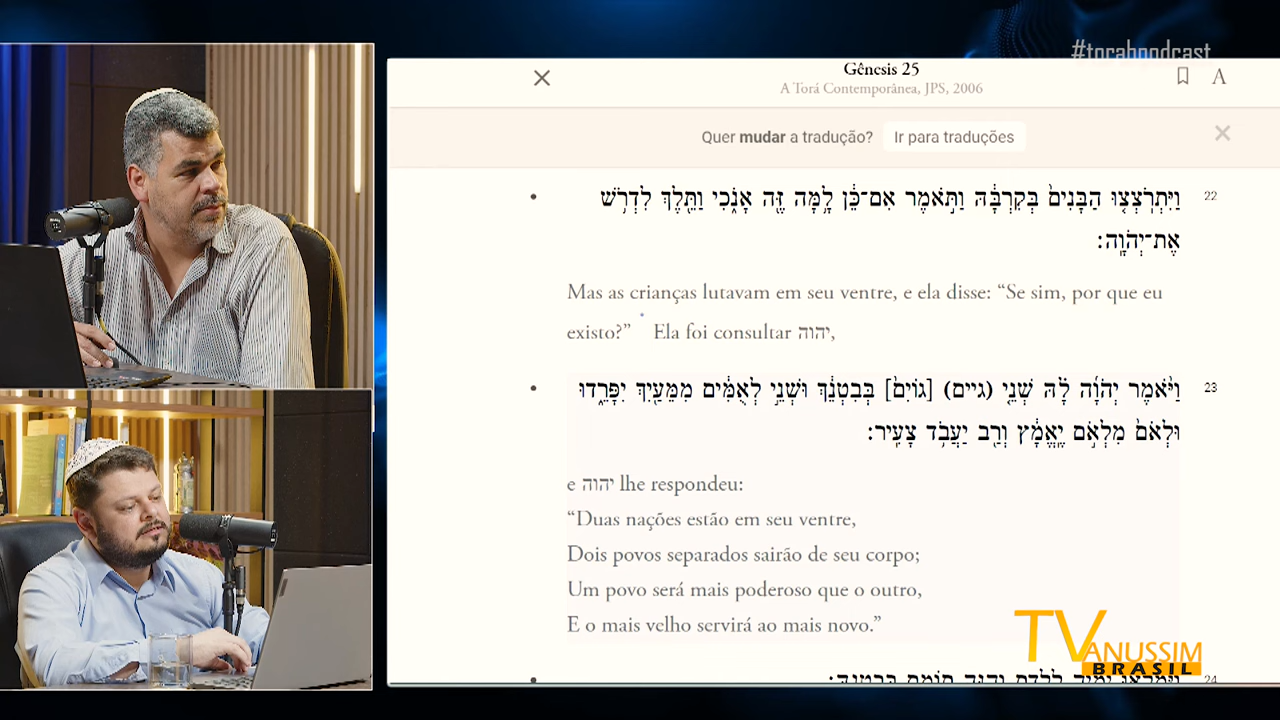 #torahpodcast
Gênesis 25
A Torá Contemporânea, JPS, 2006
A
Quer mudar a tradução? Ir para traduções
22
וַיִּתְרֹֽצְצ֤וּ הַבָּנִים֙ בְּקִרְבָּ֔הּ וַתֹּ֣אמֶר אִם־כֵּ֔ן לָ֥מָּה זֶּ֖ה אָנֹ֑כִי וַתֵּ֖לֶךְ לִדְרֹ֥שׁ
אֶת־יְהֹוָֽה׃
Mas as crianças lutavam em seu ventre, e ela disse: “Se sim, por que eu
existo?” Ela foi consultar יהוה,
23
וַיֹּ֨אמֶר יְהֹוָ֜ה לָ֗הּ שְׁנֵ֤י (גיים) [גוֹיִם֙] בְּבִטְנֵ֔ךְ וּשְׁנֵ֣י לְאֻמִּ֔ים מִמֵּעַ֖יִךְ יִפָּרֵ֑דוּ
וּלְאֹם֙ מִלְאֹ֣ם יֶֽאֱמָ֔ץ וְרַ֖ב יַעֲבֹ֥ד צָעִֽיר׃
e יהוה lhe respondeu:
“Duas nações estão em seu ventre,
Dois povos separados sairão de seu corpo;
Um povo será mais poderoso que o outro,
E o mais velho servirá ao mais novo.”
24
TV ANUSSIM
BRASIL